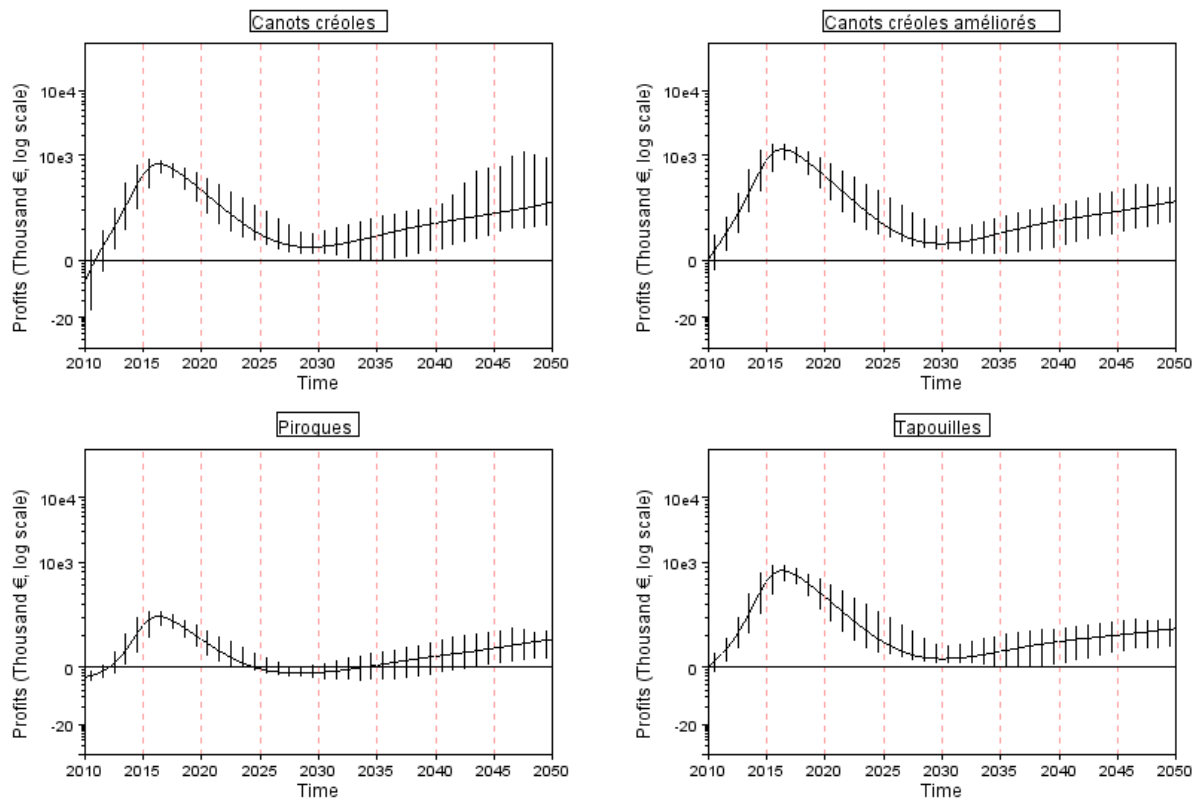 Canots créoles
Profits (Thousand €, log scale)
10e4
10e3
0
-20
2010 2015 2020 2025 2030 2035 2040 2045 2050
Time
Canots créoles améliorés
Profits (Thousand €, log scale)
10e4
10e3
0
-20
2010 2015 2020 2025 2030 2035 2040 2045 2050
Time
Piroques
Profits (Thousand €, log scale)
10e4
10e3
0
-20
2010 2015 2020 2025 2030 2035 2040 2045 2050
Time
Tapouilles
Profits (Thousand €, log scale)
10e4
10e3
0
-20
2010 2015 2020 2025 2030 2035 2040 2045 2050
Time